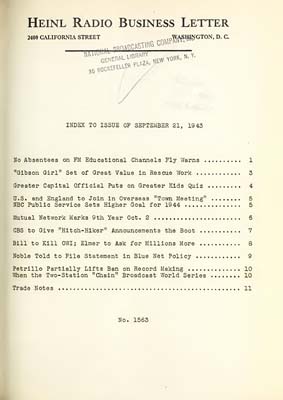 HEINL RADIO BUSINESS LETTER
2400 CALIFORNIA STREET WASHINGTON, D. C.
NATIONAL BROADCASTING COMPANY, INC.
GENERAL LIBRARY
30 ROCKEFELLER PLAZA, NEW YORK, N. Y.
INDEX TO ISSUE OF SEPTEMBER 21, 1943
No Absentees on FM Educational Channels Fly Warns .......... 1
"Gibson Girl" Set of Great Value in Rescue Work ........... 3
Greater Capital Official Puts on Greater Kids Quiz ........ 4
U.S. and England to Join in Overseas "Town Meeting" ....... 5
NBC Public Service Sets Higher Goal for 1944 .............. 5
Mutual Network Marks 9th Year Oct. 2 ...................... 6
CBS to Give "Hitch-Hiker" Announcements the Boot .......... 7
Bill to Kill OWI; Elmer to Ask for Millions More .......... 8
Noble Told to File Statement in Blue Net Policy ........... 9
Petrillo Partially Lifts Ban on Record Making ............. 10
When the Two-Station "Chain" Broadcast World Series ....... 10
Trade Notes ............................................... 11
No. 1563